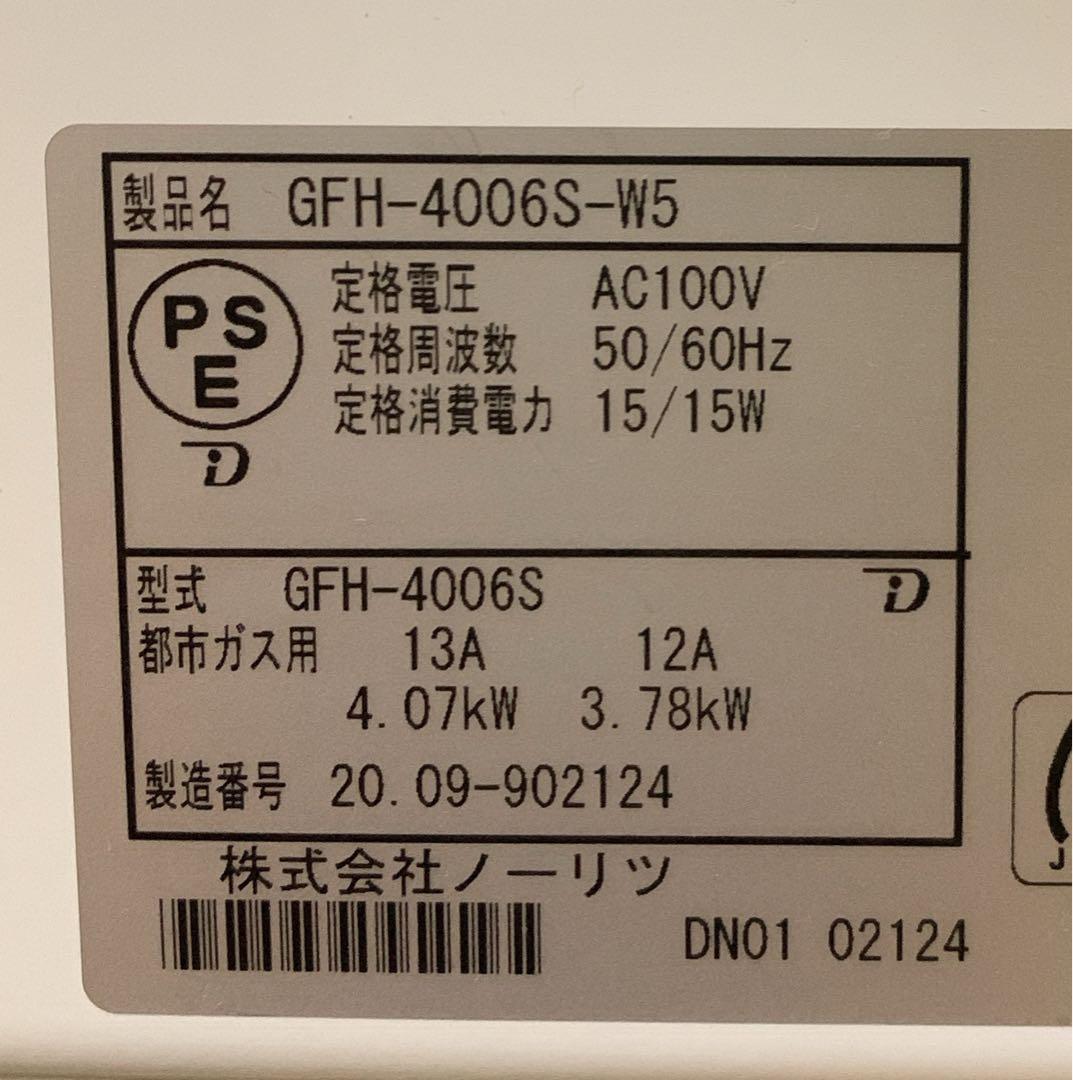 製品名 GFH-4006S-W5
PS
E
定格電圧 AC100V
定格周波数 50/60Hz
定格消費電力 15/15W
型式 GFH-4006S
都市ガス用 13A 12A
4.07kW 3.78kW
製造番号 20.09-902124
株式会社ノーリツ
DN01 02124
J